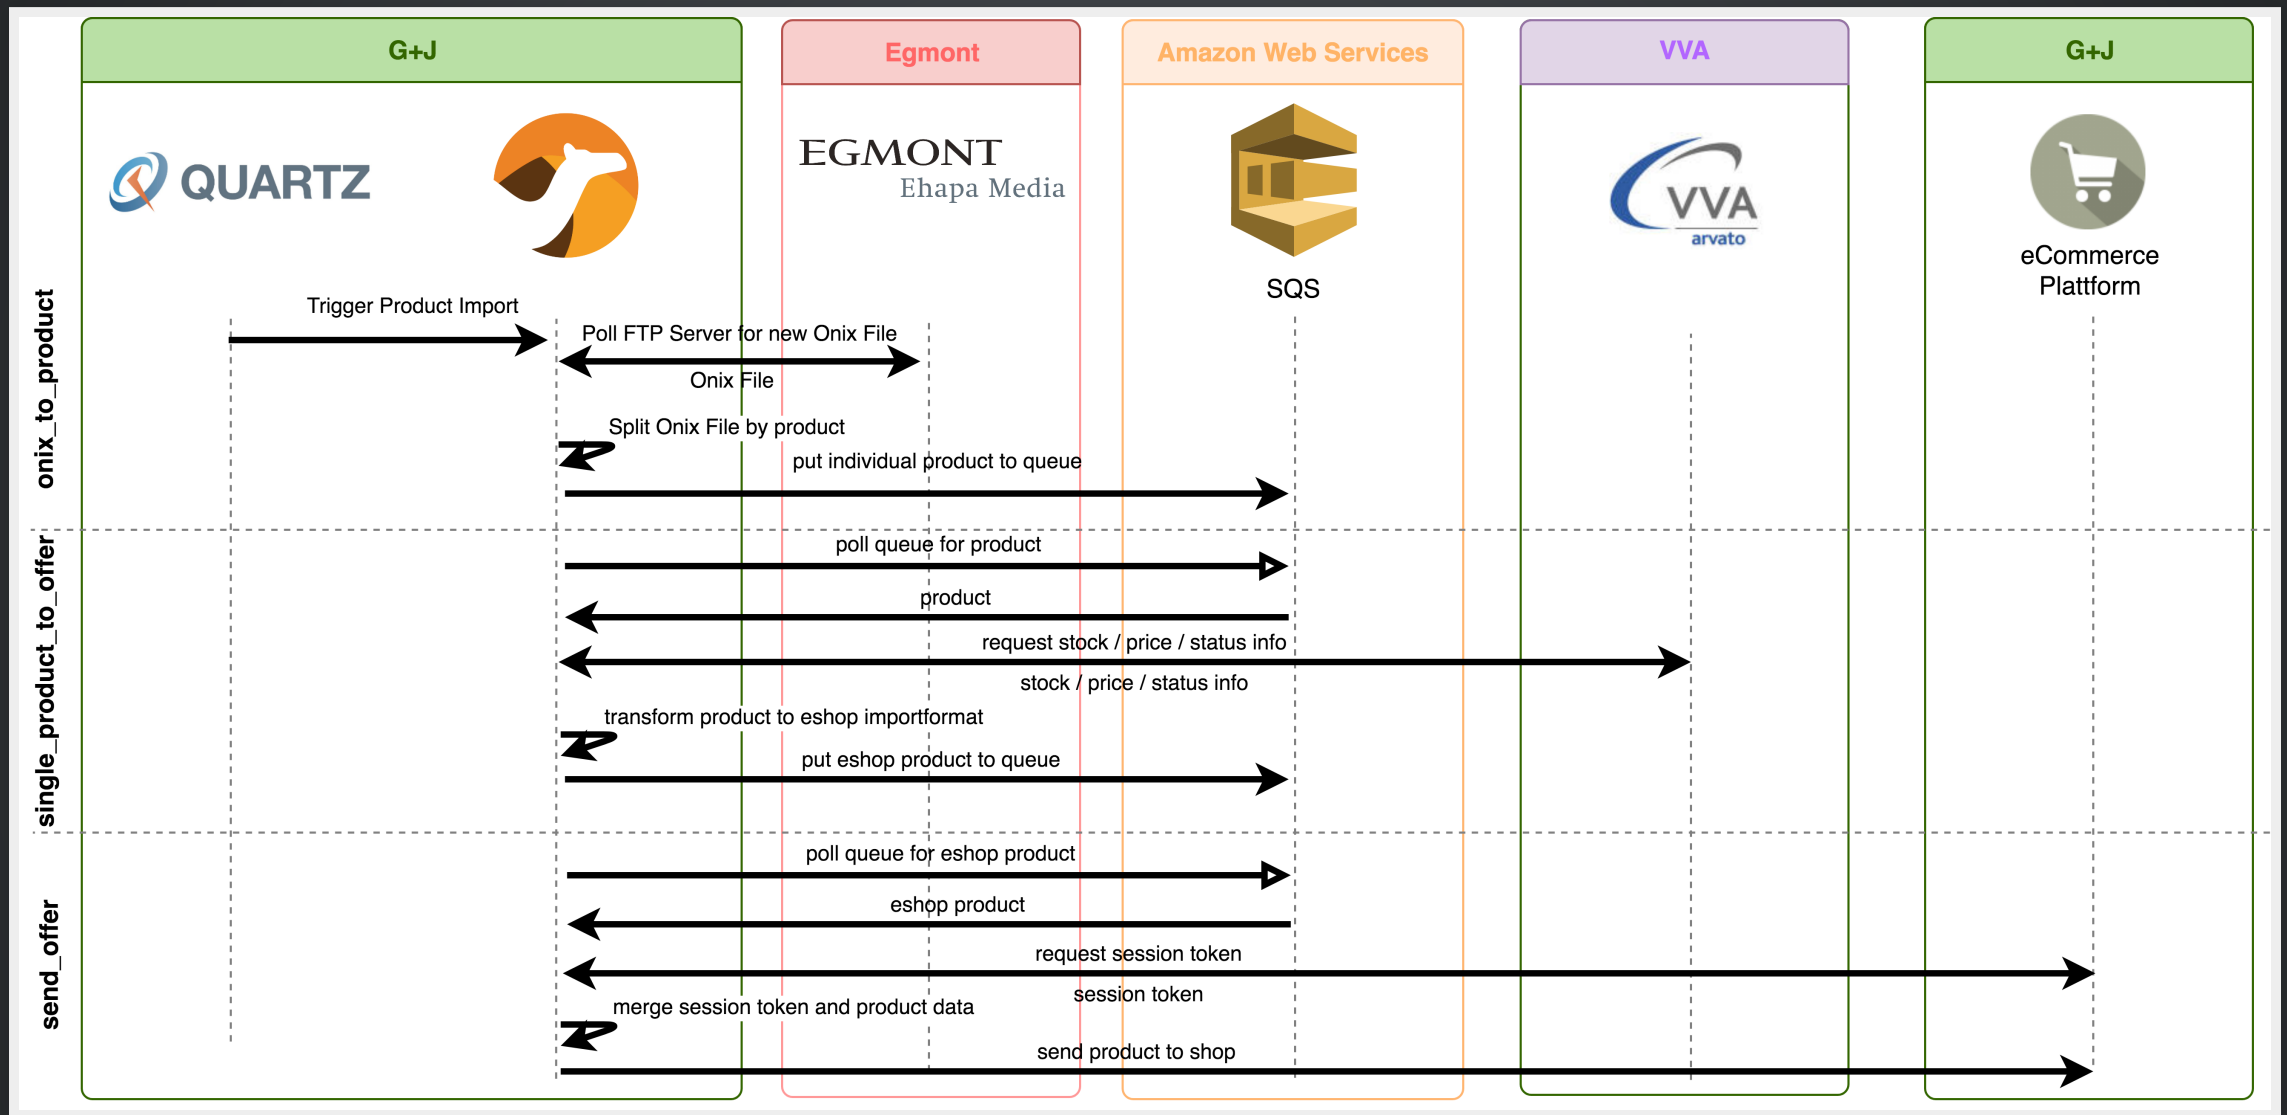 G+J
Egmont
Amazon Web Services
VVA
G+J
QUARTZ
EGMONT
Ehapa Media
SQS
VVA
arvato
eCommerce
Plattform
onix_to_product
Trigger Product Import
Poll FTP Server for new Onix File
Onix File
Split Onix File by product
put individual product to queue
single_product_to_offer
poll queue for product
product
request stock / price / status info
stock / price / status info
transform product to eshop importformat
put eshop product to queue
send_offer
poll queue for eshop product
eshop product
request session token
session token
merge session token and product data
send product to shop